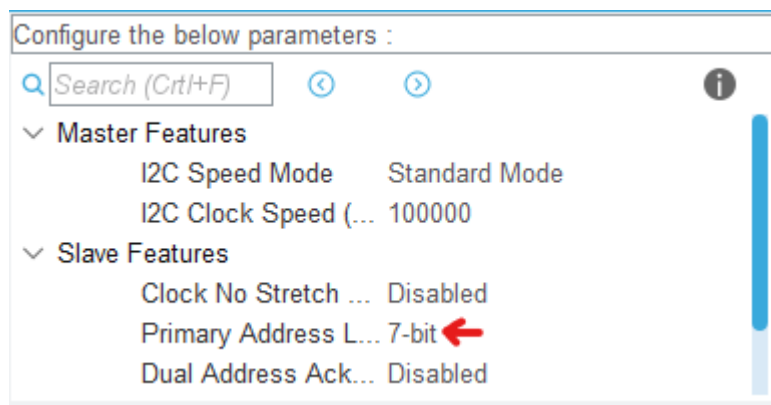 Configure the below parameters :
Search (Crtl+F)
Master Features
I2C Speed Mode Standard Mode
I2C Clock Speed (... 100000
Slave Features
Clock No Stretch ... Disabled
Primary Address L... 7-bit
Dual Address Ack... Disabled